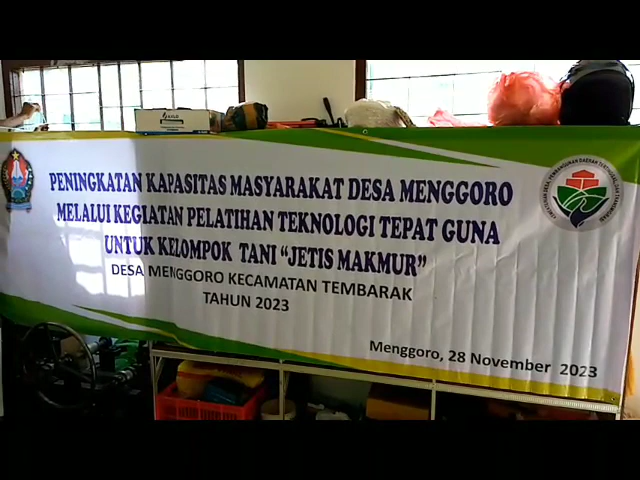 PENINGKATAN KAPASITAS MASYARAKAT DESA MENGGORO
MELALUI KEGIATAN PELATIHAN TEKNOLOGI TEPAT GUNA
UNTUK KELOMPOK TANI “JETIS MAKMUR”
DESA MENGGORO KECAMATAN TEMBARAK
TAHUN 2023
Menggoro, 28 November 2023